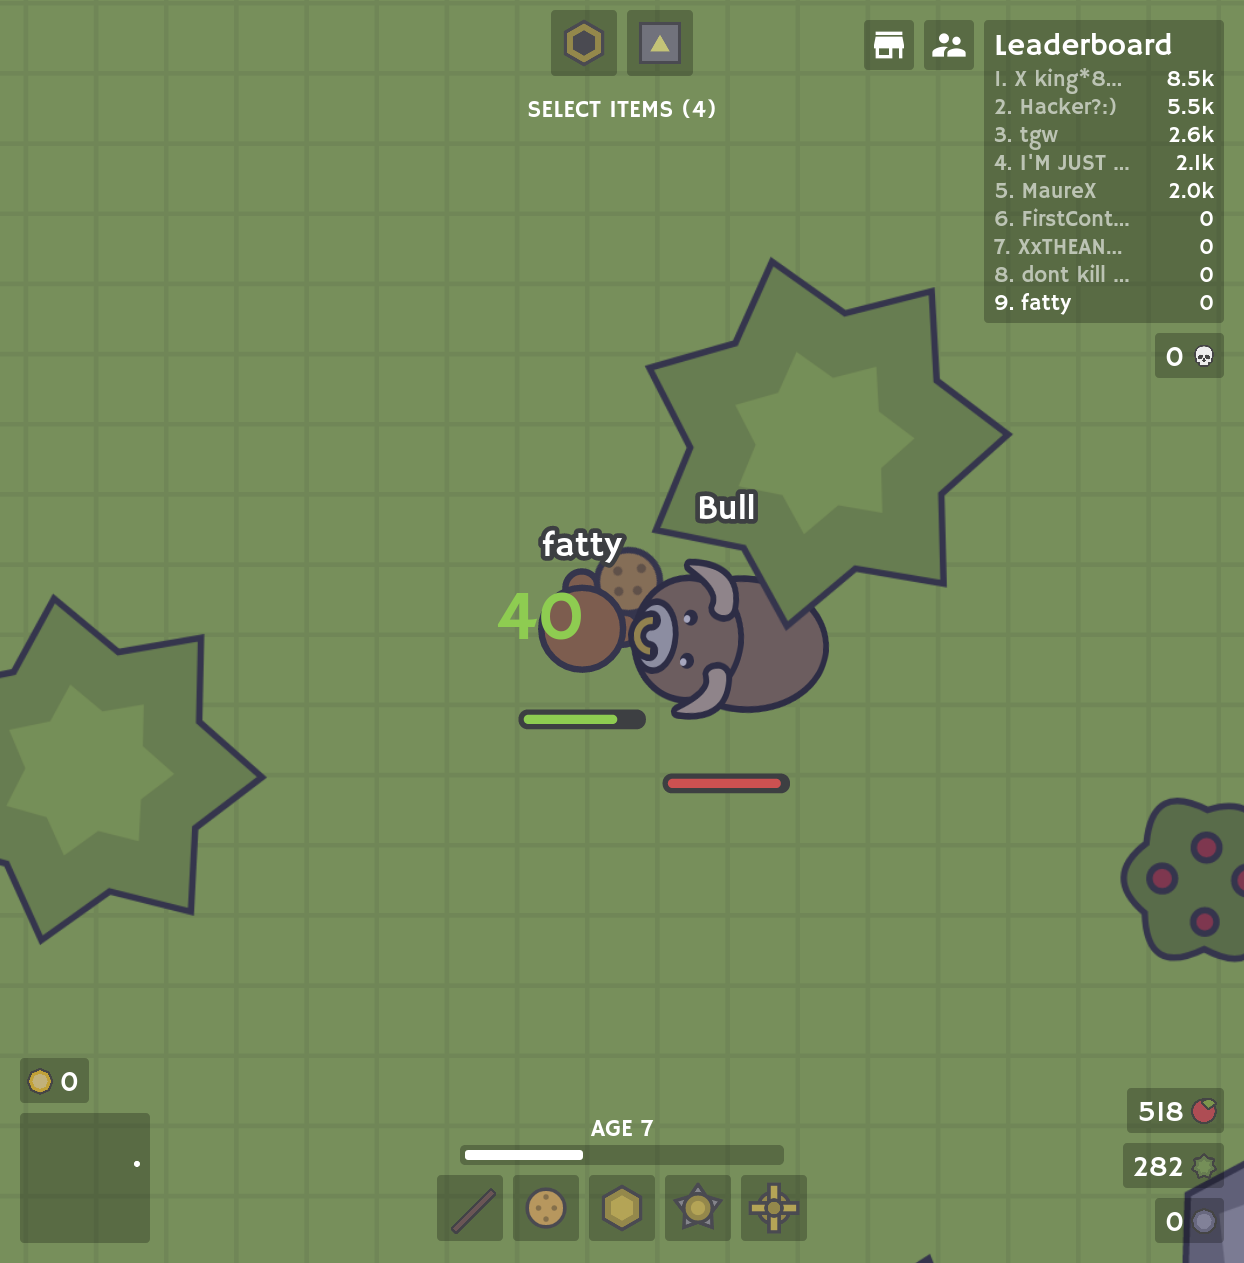 SELECT ITEMS (4)
Leaderboard
1. X king*8... 8.5k
2. Hacker?:) 5.5k
3. tgw 2.6k
4. I'M JUST ... 2.1k
5. MaureX 2.0k
6. FirstCont... 0
7. XxTHEAN... 0
8. dont kill ... 0
9. fatty 0
0
Bull
fatty
40
0
AGE 7
518
282
0